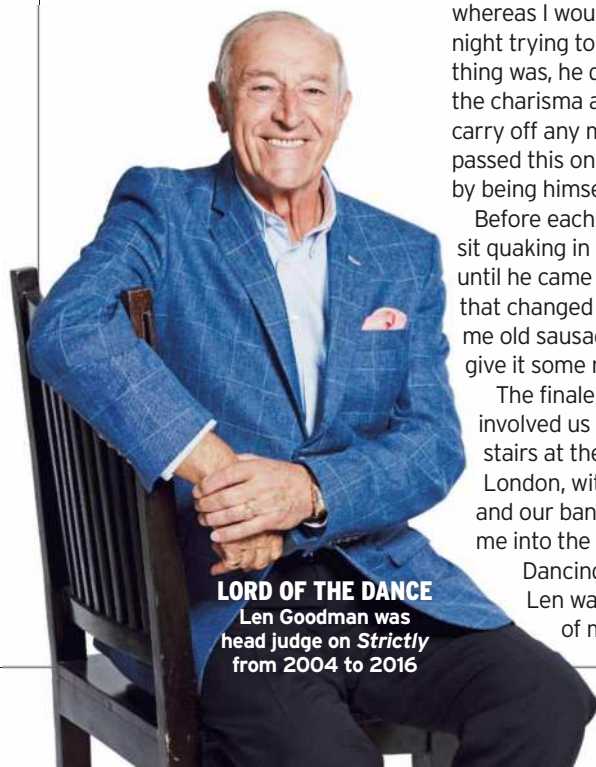 whereas I wou
night trying to
thing was, he
the charisma a
carry off any
passed this on
by being himse
Before each
sit quaking in
until he came
that changed
me old sausa
give it some
The finale
involved us
stairs at the
London, wit
and our ban
me into the
Dancing
Len wa
of
LORD OF THE DANCE
Len Goodman was
head judge on Strictly
from 2004 to 2016